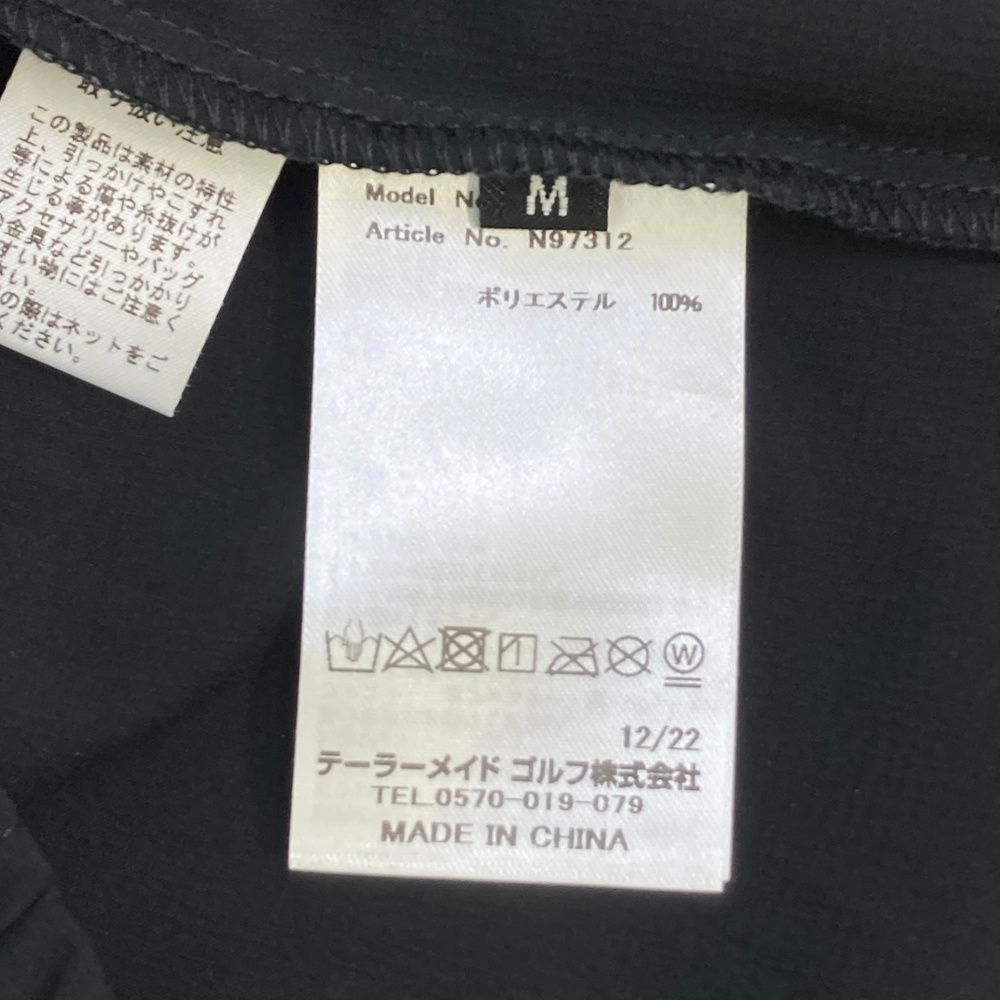 取り扱い注意
この製品は素材の特性
上、引っかけやこすれ
等による傷や糸抜けが
生じる事があります。
アクセサリーやバッグ
の金具など引っかかり
すい物にはご注意く
さい。
の際はネットをご
ください。
M
Model
Article No. N97312
ポリエステル 100%
W
12/22
テーラーメイド ゴルフ株式会社
TEL.0570-019-079
MADE IN CHINA